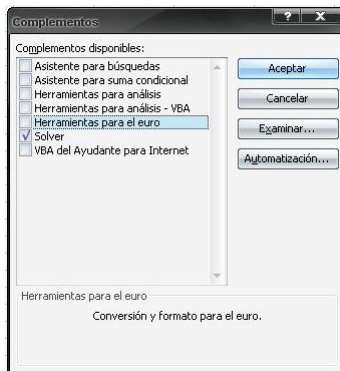 Complementos
Complementos disponibles:
Asistente para búsquedas
Asistente para suma condicional
Herramientas para análisis
Herramientas para análisis - VBA
Herramientas para el euro
Solver
VBA del Ayudante para Internet
Aceptar
Cancelar
Examinar...
Automatización...
Herramientas para el euro
Conversión y formato para el euro.